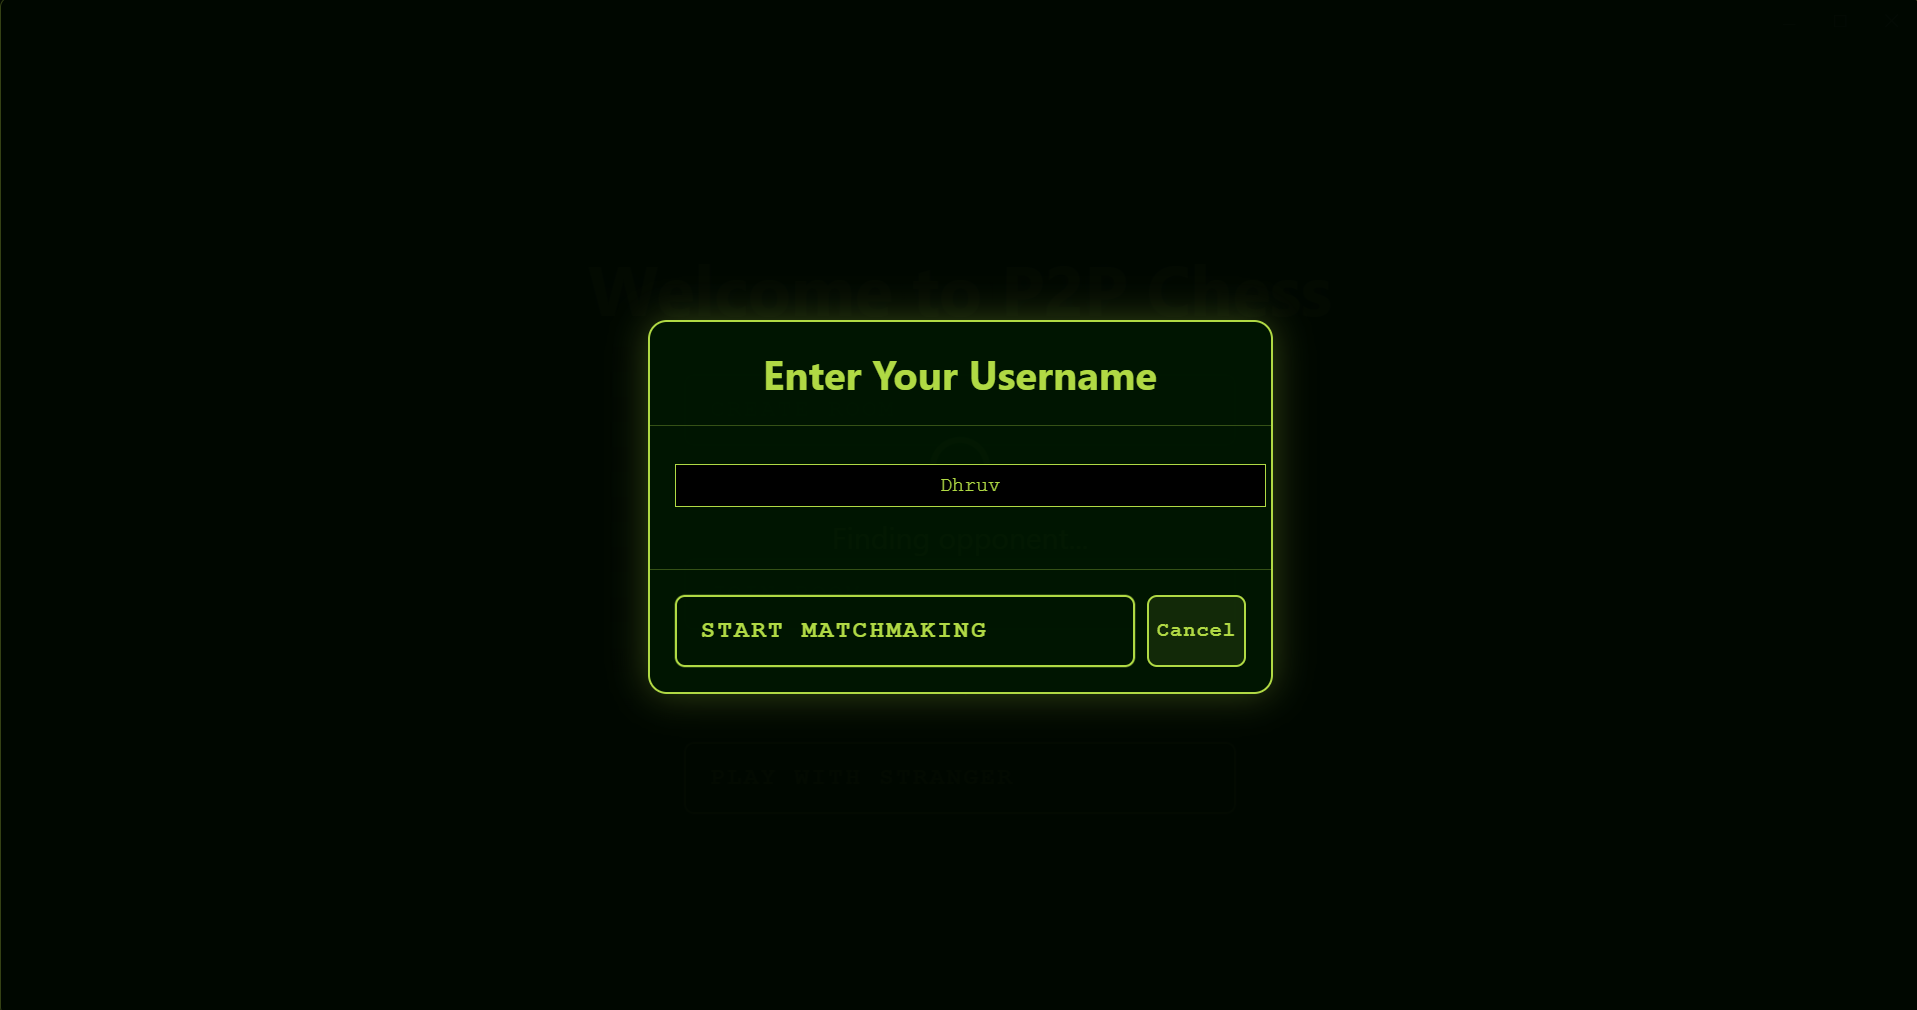 Welcome to P2P Chess
Enter Your Username
Dhruv
Finding opponent...
START MATCHMAKING
Cancel
PLAY WITH STRANGER